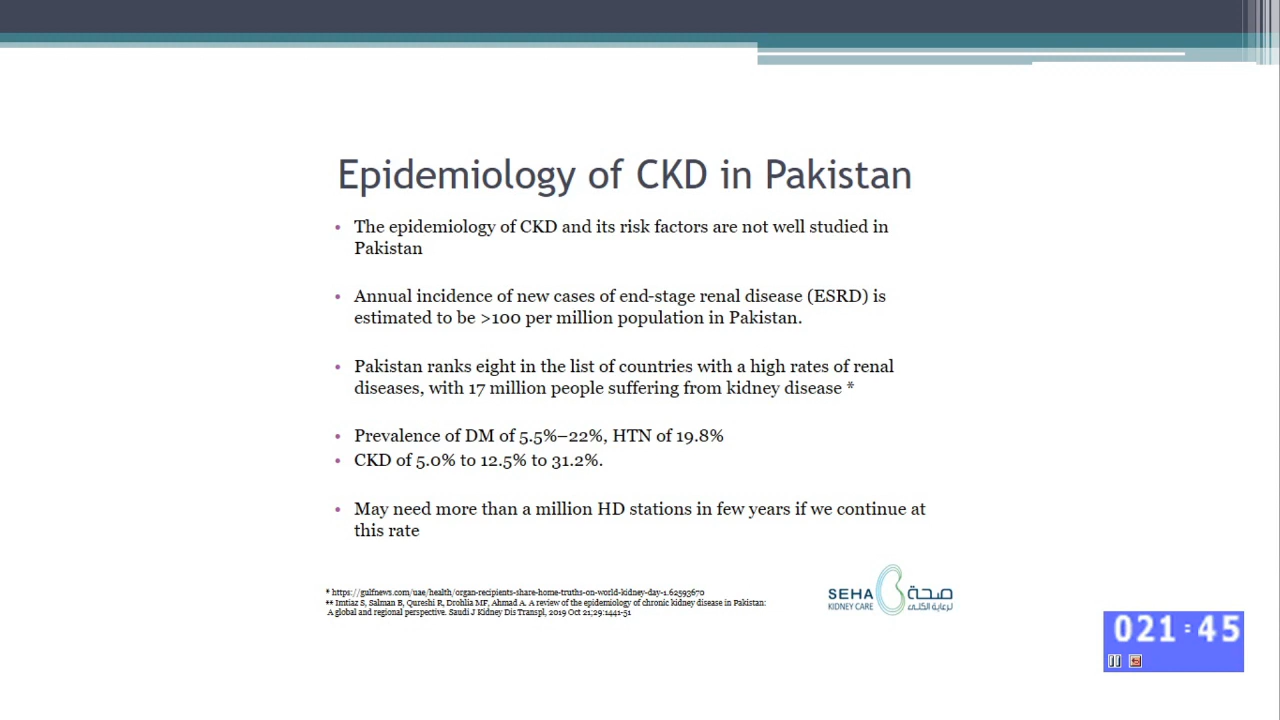 Epidemiology of CKD in Pakistan
• The epidemiology of CKD and its risk factors are not well studied in
Pakistan
• Annual incidence of new cases of end-stage renal disease (ESRD) is
estimated to be >100 per million population in Pakistan.
• Pakistan ranks eight in the list of countries with a high rates of renal
diseases, with 17 million people suffering from kidney disease *
• Prevalence of DM of 5.5%–22%, HTN of 19.8%
• CKD of 5.0% to 12.5% to 31.2%.
• May need more than a million HD stations in few years if we continue at
this rate
* https://gulfnews.com/uae/health/organ-recipients-share-home-truths-on-world-kidney-day-1.62593670
** Imtiaz S, Salman B, Qureshi R, Drohlia MF, Ahmad A. A review of the epidemiology of chronic kidney disease in Pakistan:
A global and regional perspective. Saudi J Kidney Dis Transpl, 2019 Oct 21;29:1441-51
SEHA صحة
KIDNEY CARE لرعاية الكلى
021:45